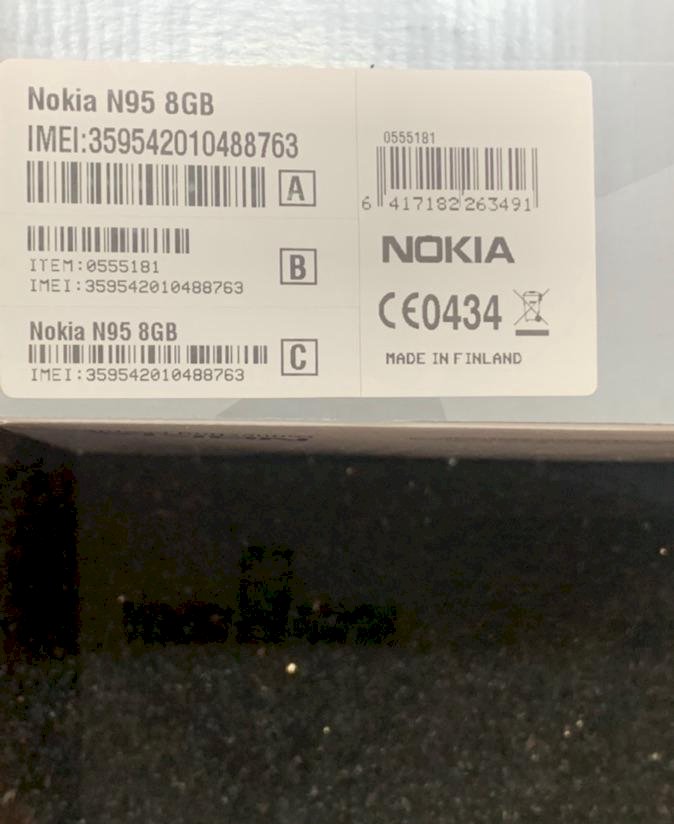 Nokia N95 8GB
IMEI:359542010488763
A
ITEM:0555181
IMEI:359542010488763
B
Nokia N95 8GB
IMEI:359542010488763
C
0555181
6 417182 263491
NOKIA
CE0434
MADE IN FINLAND